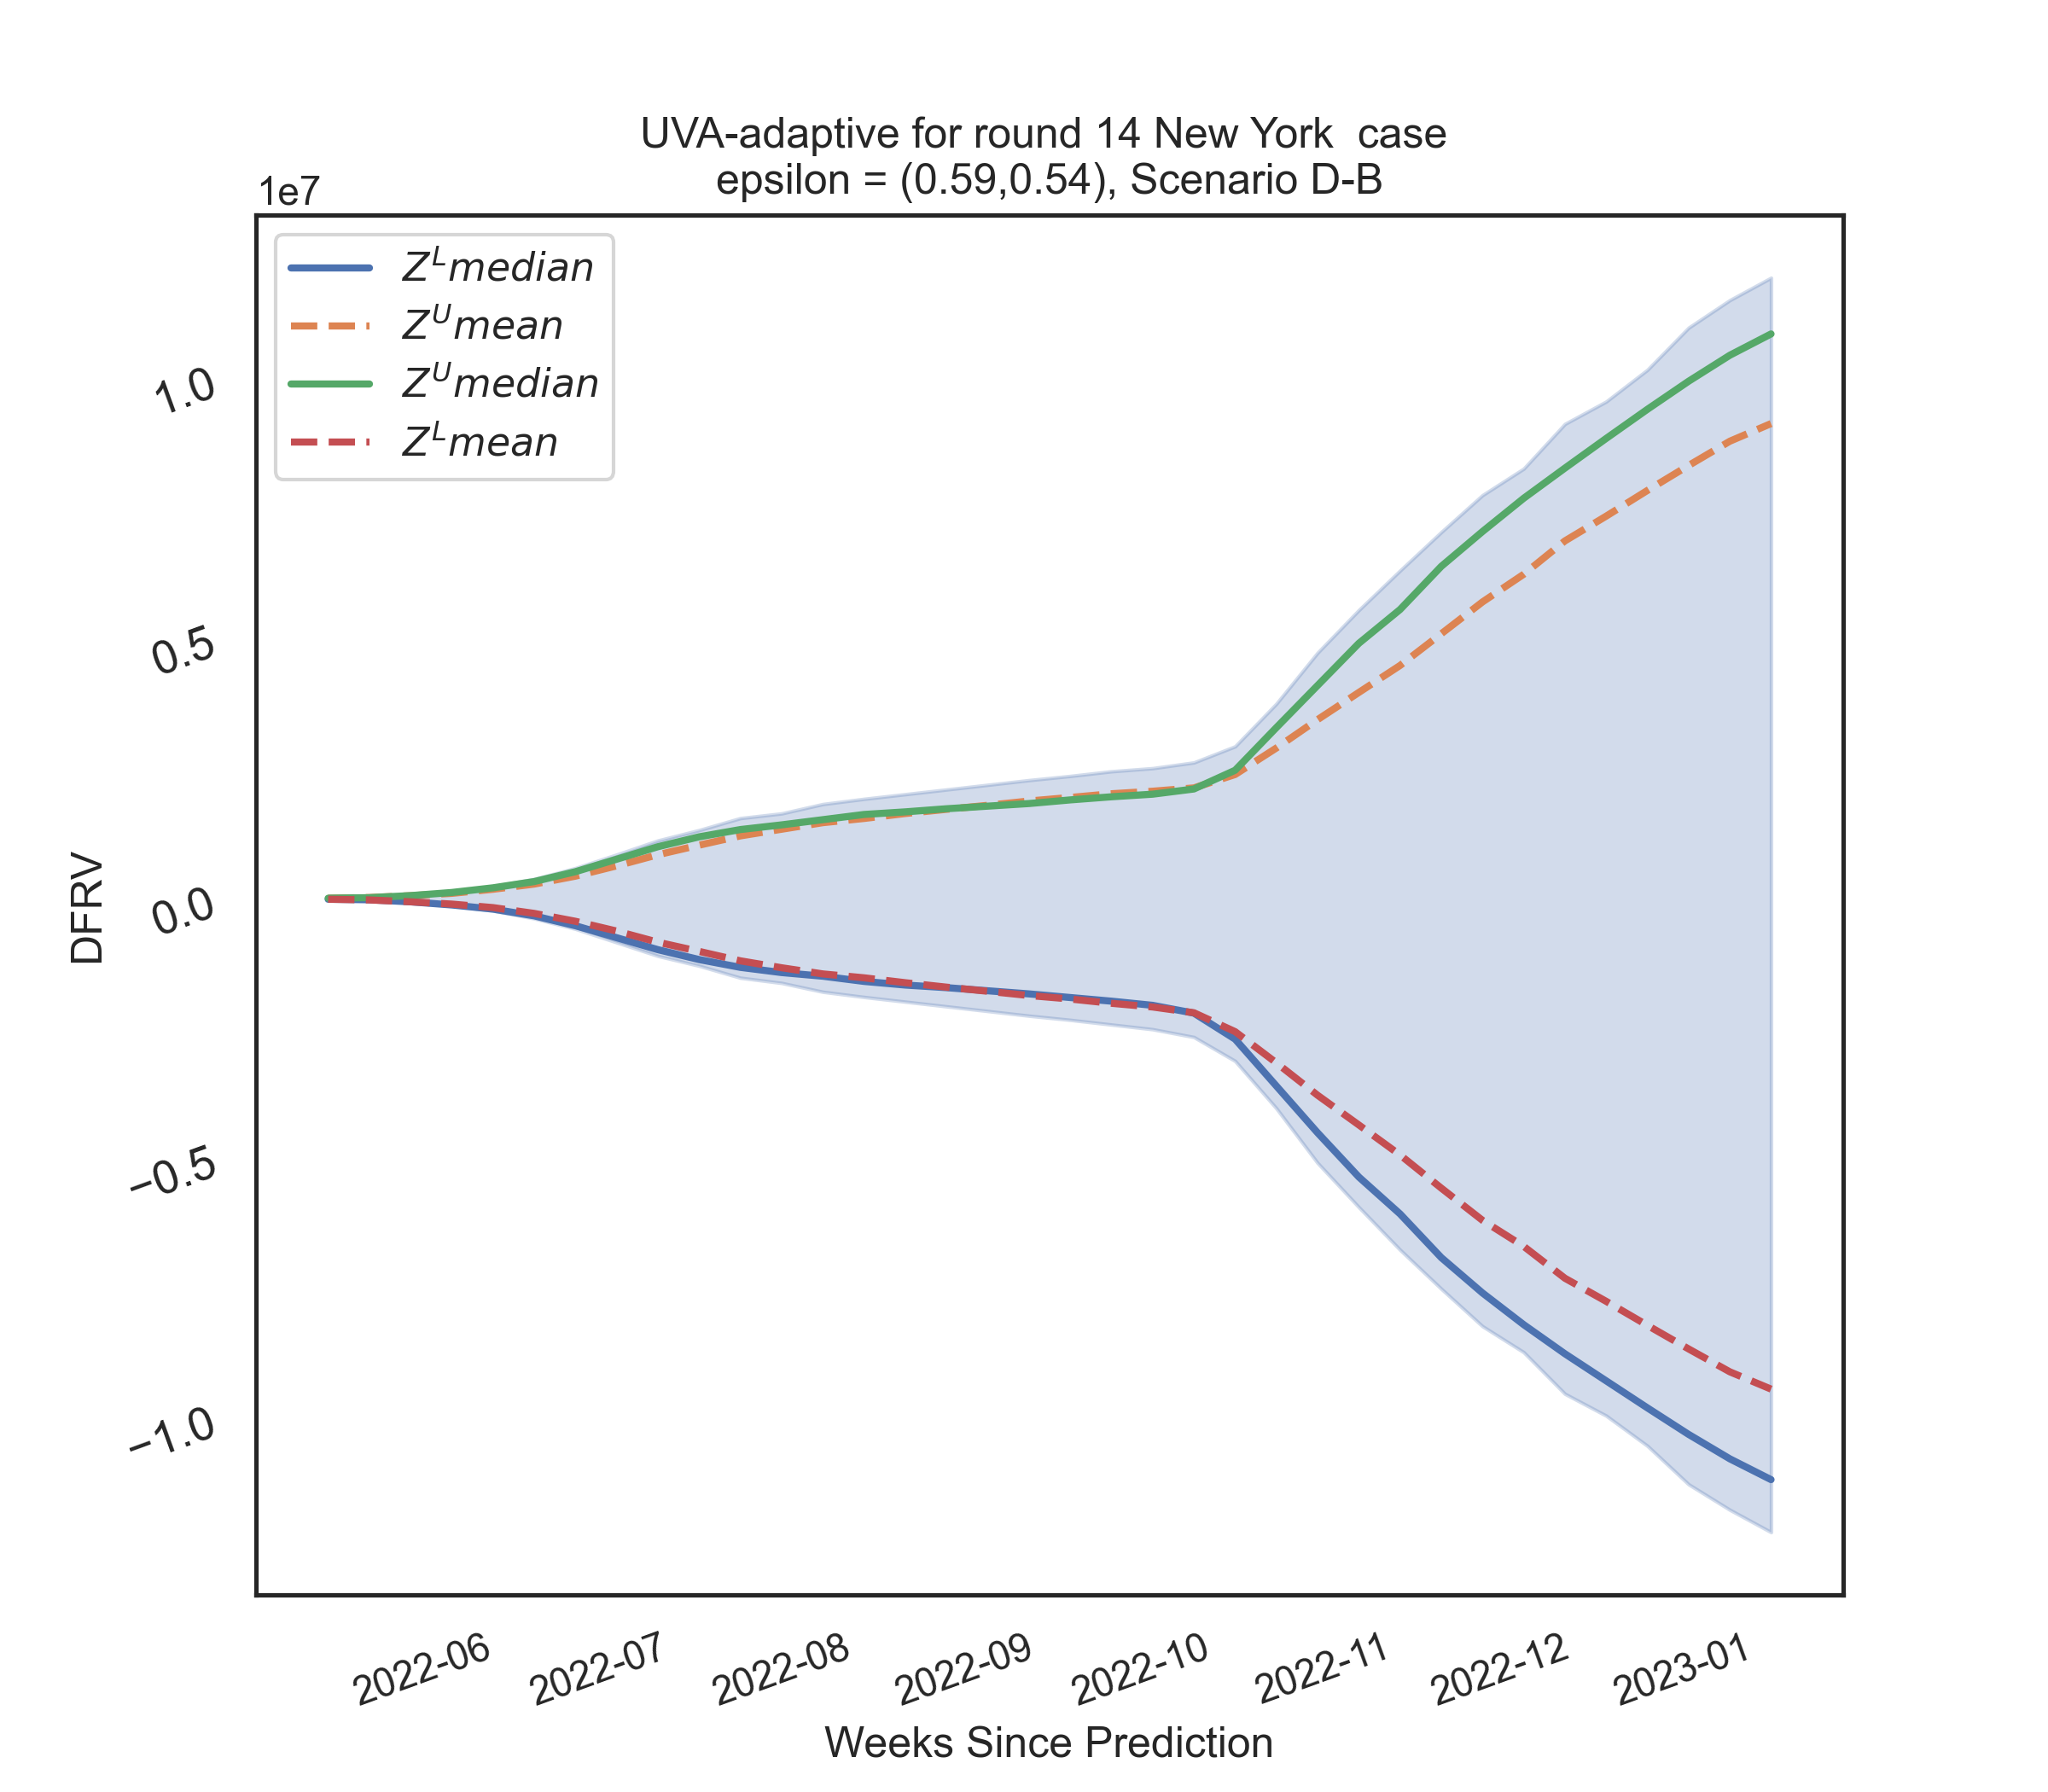 UVA-adaptive for round 14 New York  case
epsilon = (0.59,0.54), Scenario D-B
1e7
Z^L median
Z^U mean
Z^U median
Z^L mean
1.0
0.5
0.0
−0.5
−1.0
DFRV
2022-06
2022-07
2022-08
2022-09
2022-10
2022-11
2022-12
2023-01
Weeks Since Prediction